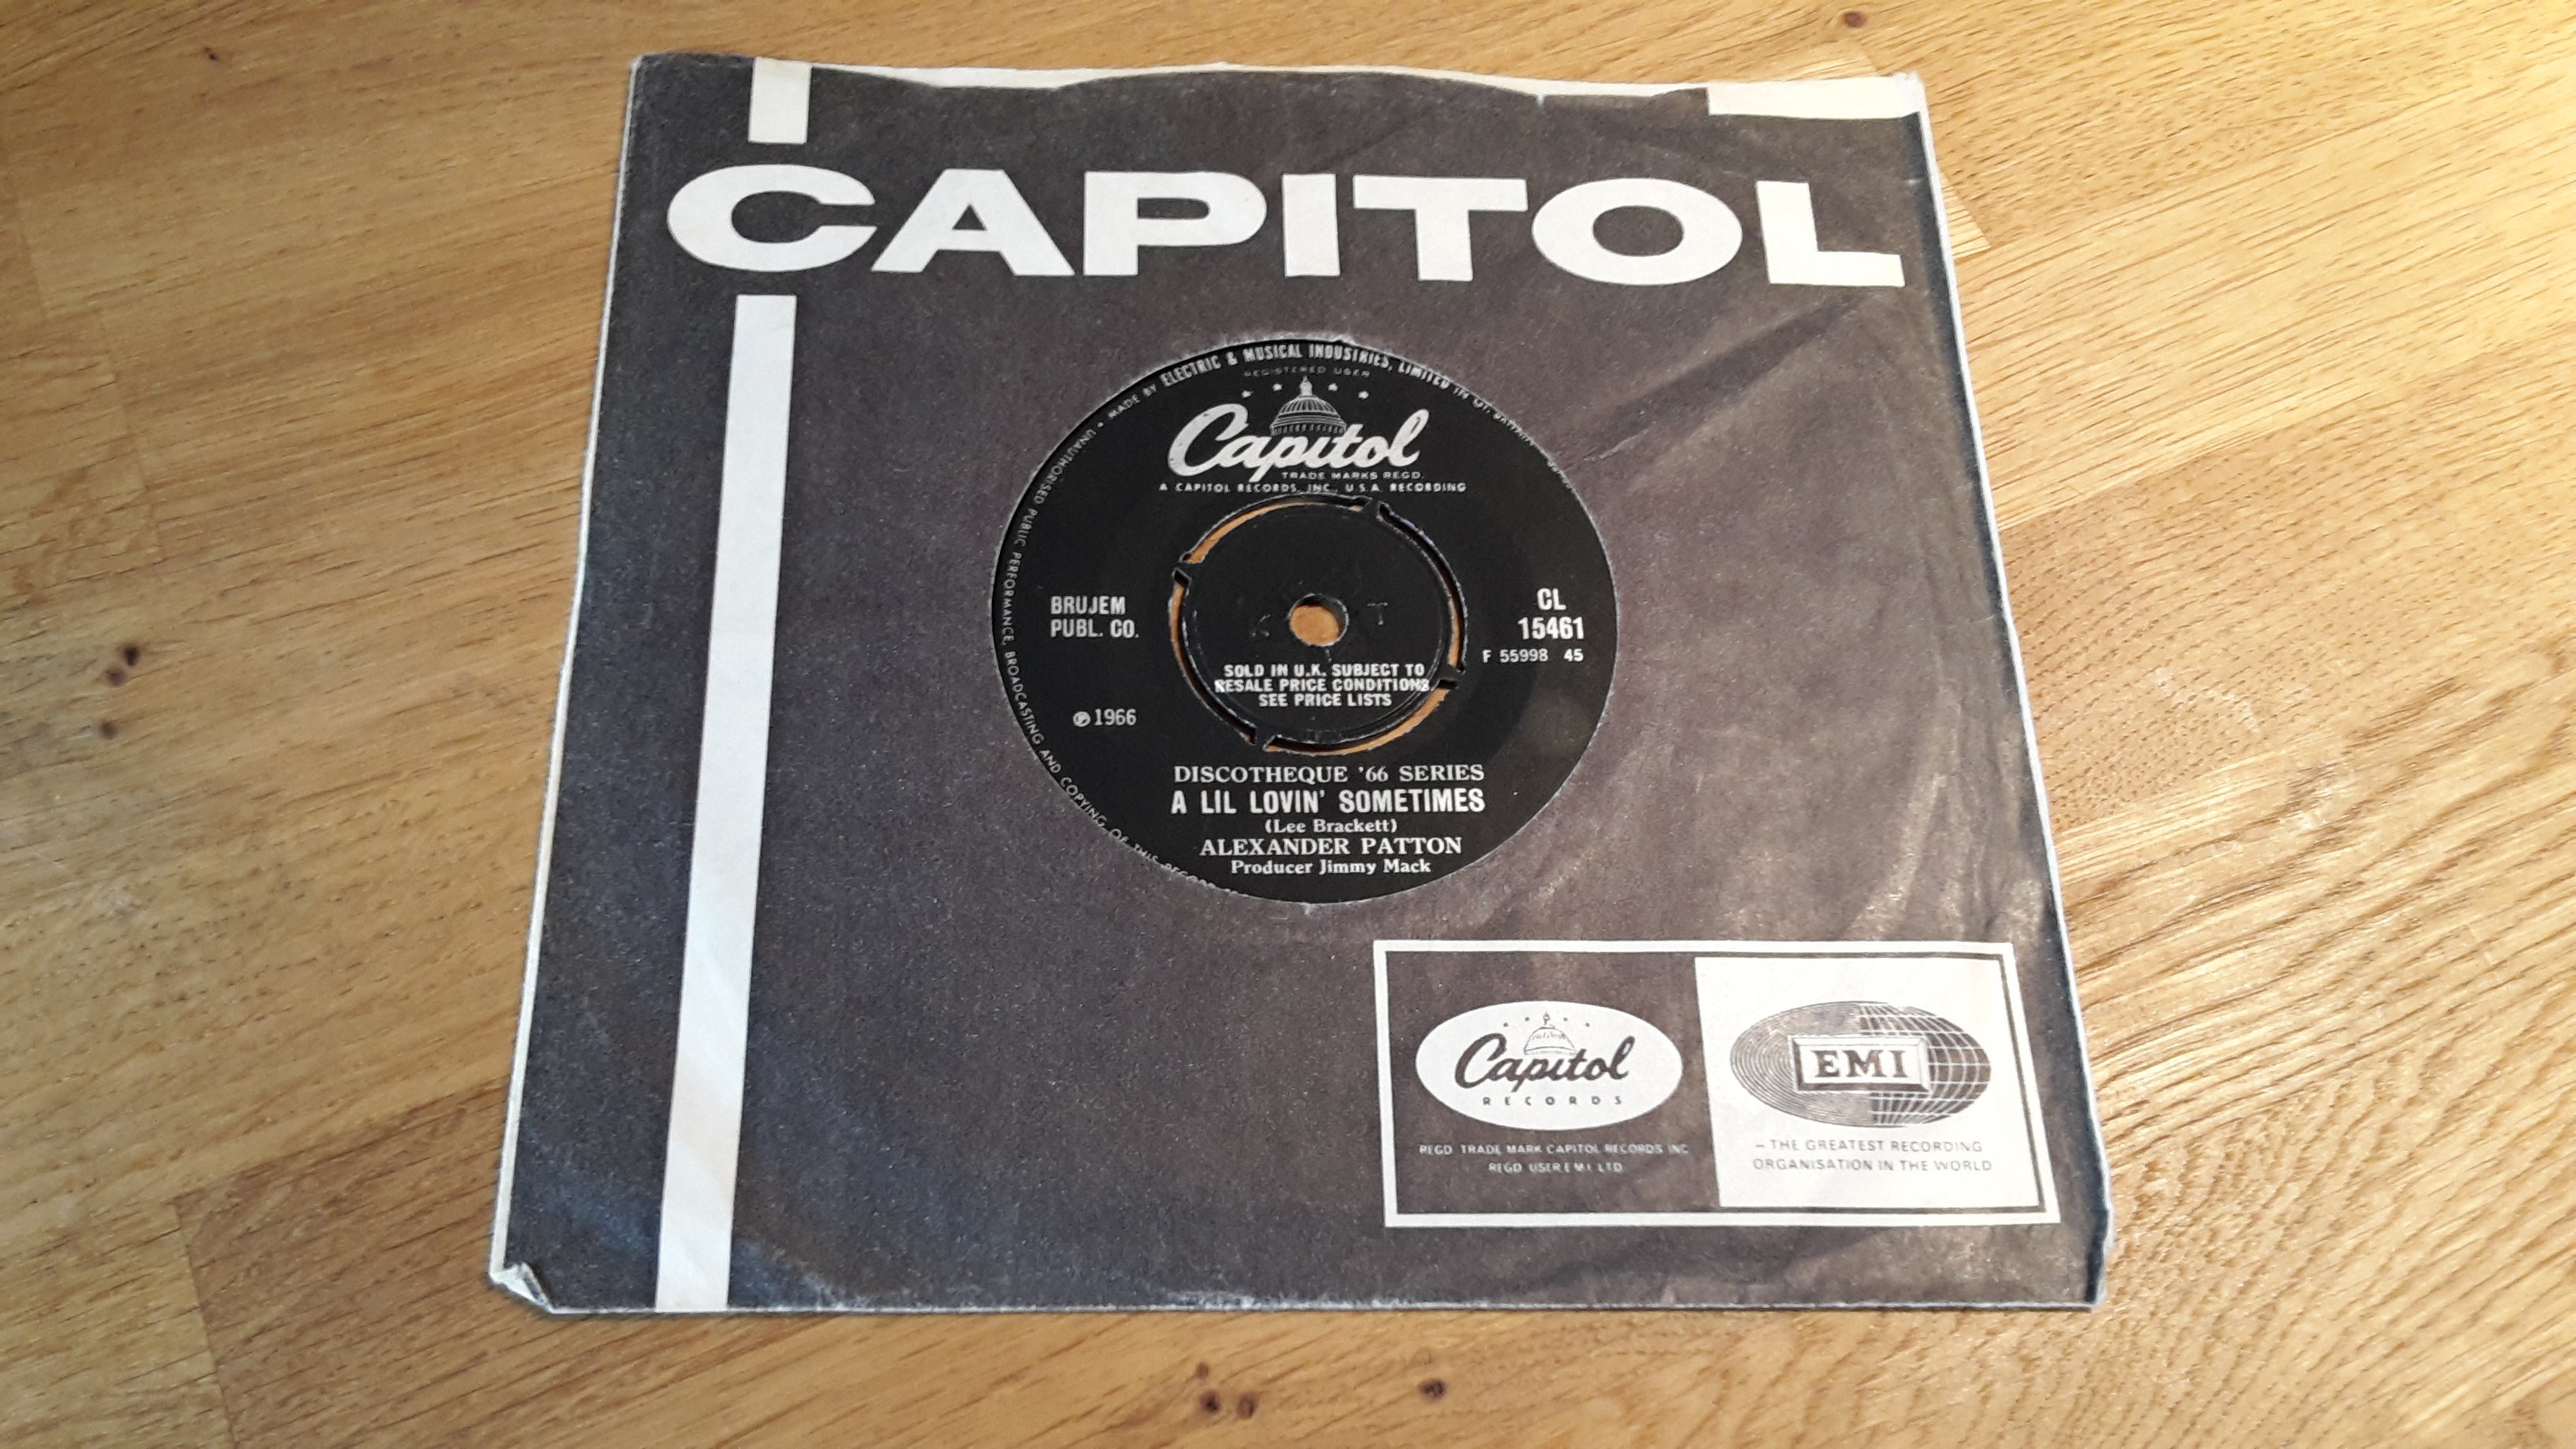 CAPITOL
UNAUTHORISED PUBLIC PERFORMANCE, BROADCASTING AND COPYING OF THIS RECORD • MADE BY ELECTRIC & MUSICAL INDUSTRIES, LIMITED IN GT. BRITAIN
REGISTERED USER
Capitol
TRADE MARKS REGD.
A CAPITOL RECORDS, INC., U.S.A. RECORDING
BRUJEM
PUBL. CO.
CL
15461
F 55998 45
K T
SOLD IN U.K. SUBJECT TO
RESALE PRICE CONDITIONS
SEE PRICE LISTS
℗ 1966
DISCOTHEQUE '66 SERIES
A LIL LOVIN' SOMETIMES
(Lee Brackett)
ALEXANDER PATTON
Producer Jimmy Mack
Capitol
RECORDS
REGD TRADE MARK CAPITOL RECORDS INC
REGD USER E M I LTD
EMI
– THE GREATEST RECORDING
ORGANISATION IN THE WORLD